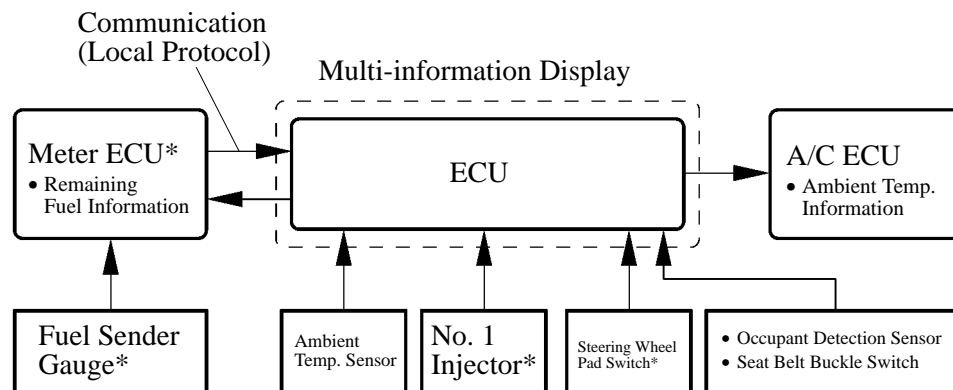 Communication
(Local Protocol)
Multi-information Display
Meter ECU*
• Remaining
Fuel Information
ECU
A/C ECU
• Ambient Temp.
Information
Fuel Sender
Gauge*
Ambient
Temp. Sensor
No. 1
Injector*
Steering Wheel
Pad Switch*
• Occupant Detection Sensor
• Seat Belt Buckle Switch